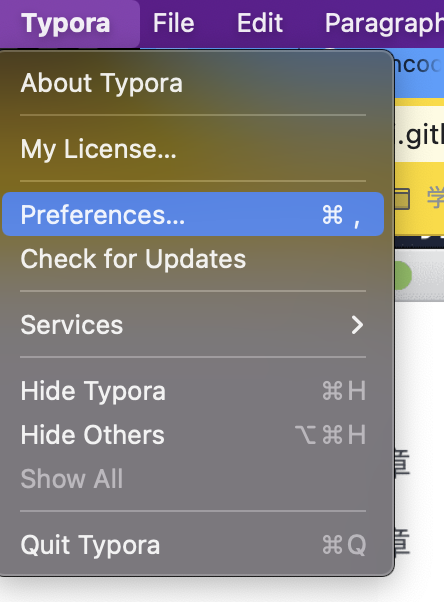 Typora File Edit Paragraph
About Typora
My License...
Preferences... ⌘ ,
Check for Updates
Services
Hide Typora ⌘H
Hide Others ⌥⌘H
Show All
Quit Typora ⌘Q
.gitl
学
章
章